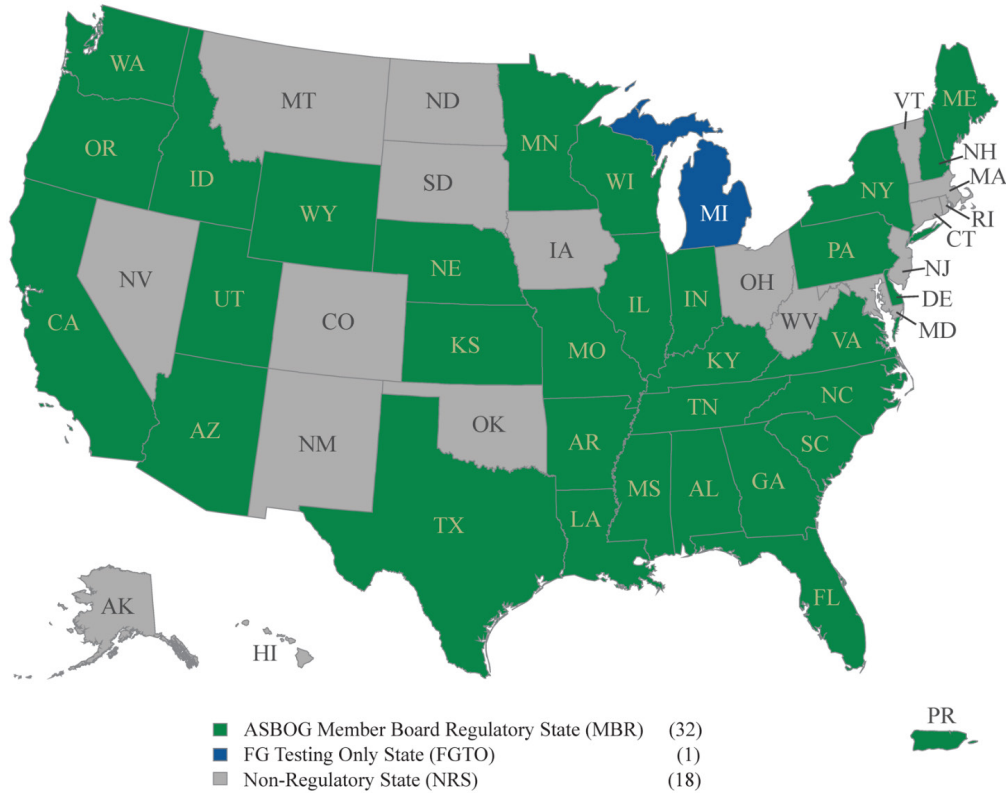 WA
MT
ND
VT
ME
OR
MN
NH
ID
SD
WI
NY
MA
WY
MI
RI
CT
IA
PA
NE
NV
OH
NJ
UT
IL
IN
DE
CA
CO
WV
MD
KS
MO
KY
VA
NC
TN
AZ
OK
NM
AR
SC
MS
AL
GA
LA
TX
FL
AK
HI
PR
ASBOG Member Board Regulatory State (MBR) (32)
FG Testing Only State (FGTO) (1)
Non-Regulatory State (NRS) (18)